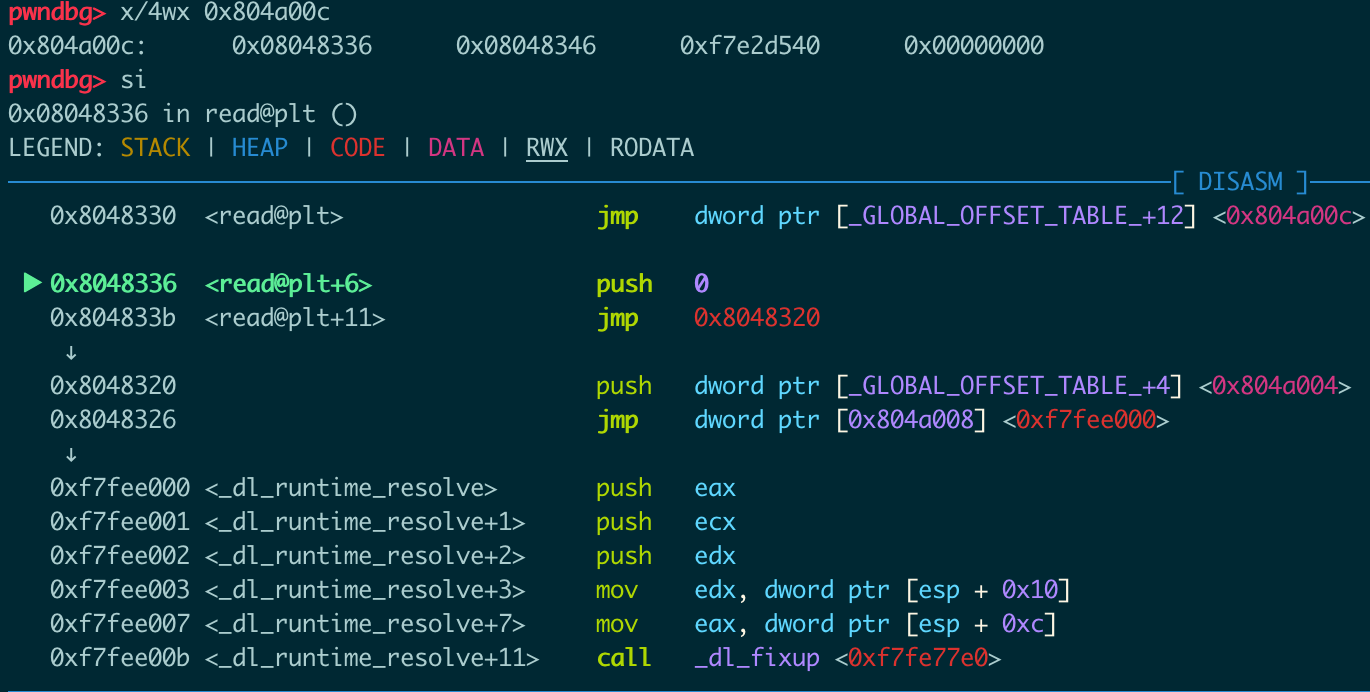 pwndbg> x/4wx 0x804a00c
0x804a00c: 0x08048336 0x08048346 0xf7e2d540 0x00000000
pwndbg> si
0x08048336 in read@plt ()
LEGEND: STACK | HEAP | CODE | DATA | RWX | RODATA
[ DISASM ]
0x8048330 <read@plt> jmp dword ptr [_GLOBAL_OFFSET_TABLE_+12] <0x804a00c>
► 0x8048336 <read@plt+6> push 0
0x804833b <read@plt+11> jmp 0x8048320
↓
0x8048320 push dword ptr [_GLOBAL_OFFSET_TABLE_+4] <0x804a004>
0x8048326 jmp dword ptr [0x804a008] <0xf7fee000>
↓
0xf7fee000 <_dl_runtime_resolve> push eax
0xf7fee001 <_dl_runtime_resolve+1> push ecx
0xf7fee002 <_dl_runtime_resolve+2> push edx
0xf7fee003 <_dl_runtime_resolve+3> mov edx, dword ptr [esp + 0x10]
0xf7fee007 <_dl_runtime_resolve+7> mov eax, dword ptr [esp + 0xc]
0xf7fee00b <_dl_runtime_resolve+11> call _dl_fixup <0xf7fe77e0>